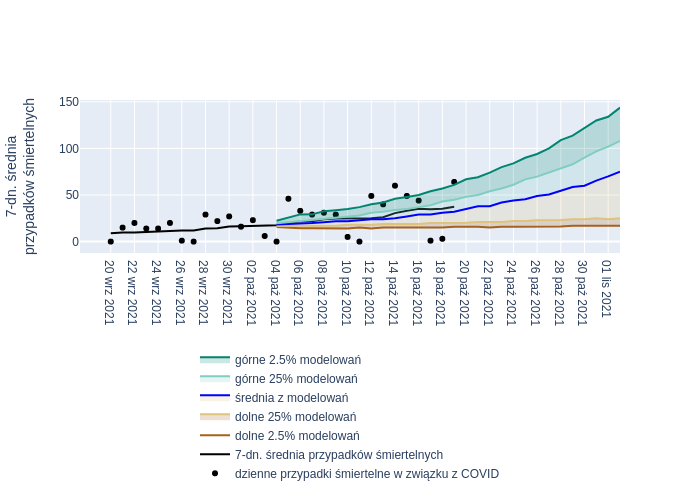 7-dn. średnia
przypadków śmiertelnych
150
100
50
0
20 wrz 2021
22 wrz 2021
24 wrz 2021
26 wrz 2021
28 wrz 2021
30 wrz 2021
02 paź 2021
04 paź 2021
06 paź 2021
08 paź 2021
10 paź 2021
12 paź 2021
14 paź 2021
16 paź 2021
18 paź 2021
20 paź 2021
22 paź 2021
24 paź 2021
26 paź 2021
28 paź 2021
30 paź 2021
01 lis 2021
górne 2.5% modelowań
górne 25% modelowań
średnia z modelowań
dolne 25% modelowań
dolne 2.5% modelowań
7-dn. średnia przypadków śmiertelnych
dzienne przypadki śmiertelne w związku z COVID